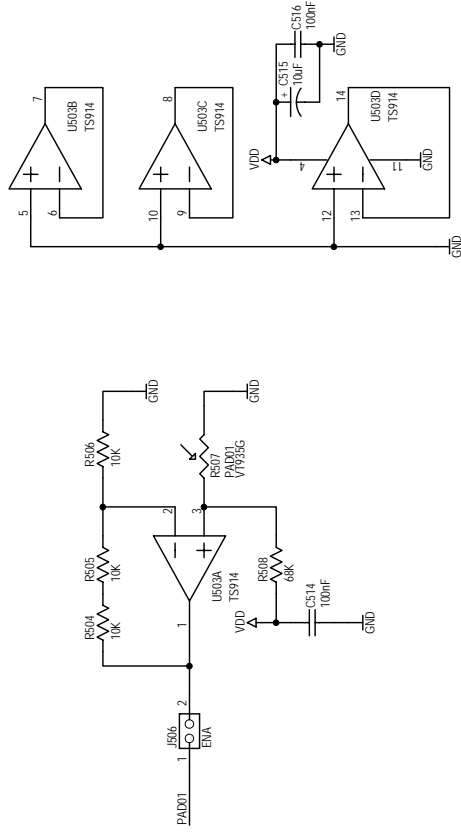 PAD01
1
J506
ENA
2
R504
10K
R505
10K
R506
10K
GND
1
2
3
U503A
TS914
R507
PAD01
VT935G
GND
VDD
R508
68K
C514
100nF
GND
5
6
7
U503B
TS914
10
9
8
U503C
TS914
VDD
+
C515
10uF
C516
100nF
GND
12
13
4
11
14
U503D
TS914
GND
GND